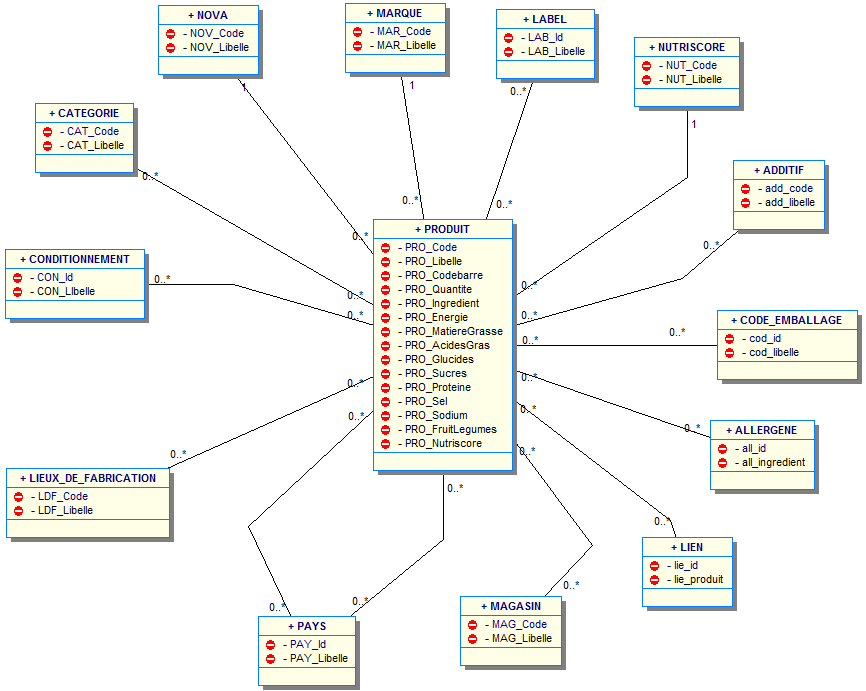 + NOVA
- NOV_Code
- NOV_Libelle
+ MARQUE
- MAR_Code
- MAR_Libelle
+ LABEL
- LAB_Id
- LAB_Libelle
+ NUTRISCORE
- NUT_Code
- NUT_Libelle
1
1
0..*
1
+ CATEGORIE
- CAT_Code
- CAT_Libelle
0..*
+ ADDITIF
- add_code
- add_libelle
0..*
0..*
0..*
0..*
+ PRODUIT
- PRO_Code
- PRO_Libelle
- PRO_Codebarre
- PRO_Quantite
- PRO_Ingredient
- PRO_Energie
- PRO_MatiereGrasse
- PRO_AcidesGras
- PRO_Glucides
- PRO_Sucres
- PRO_Proteine
- PRO_Sel
- PRO_Sodium
- PRO_FruitLegumes
- PRO_Nutriscore
+ CONDITIONNEMENT
- CON_Id
- CON_LIbelle
0..*
0..*
0..*
0..*
0..*
0..*
0..*
+ CODE_EMBALLAGE
- cod_id
- cod_libelle
0..*
0..*
0..*
0..*
0..*
0..*
+ ALLERGENE
- all_id
- all_ingredient
0..*
0..*
+ LIEUX_DE_FABRICATION
- LDF_Code
- LDF_Libelle
0..*
0..*
+ LIEN
- lie_id
- lie_produit
0..*
0..*
0..*
+ PAYS
- PAY_Id
- PAY_Libelle
+ MAGASIN
- MAG_Code
- MAG_Libelle